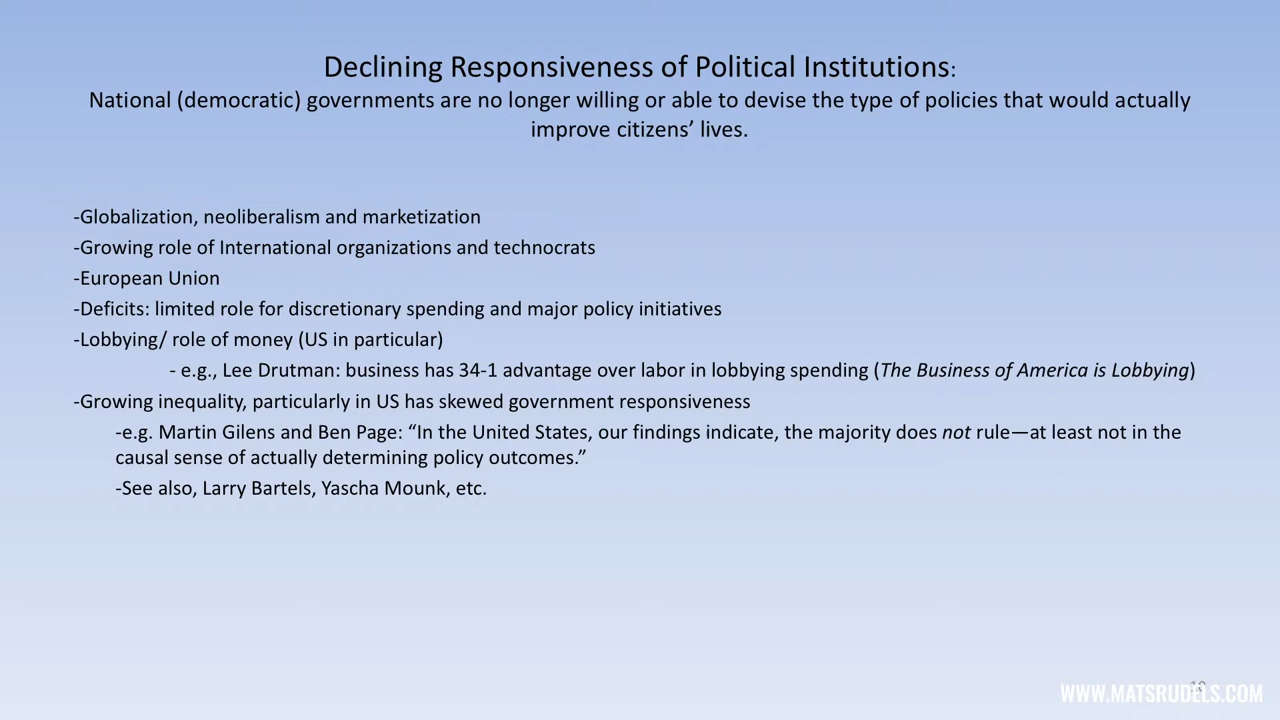 Declining Responsiveness of Political Institutions:
National (democratic) governments are no longer willing or able to devise the type of policies that would actually
improve citizens’ lives.
-Globalization, neoliberalism and marketization
-Growing role of International organizations and technocrats
-European Union
-Deficits: limited role for discretionary spending and major policy initiatives
-Lobbying/ role of money (US in particular)
- e.g., Lee Drutman: business has 34-1 advantage over labor in lobbying spending (The Business of America is Lobbying)
-Growing inequality, particularly in US has skewed government responsiveness
-e.g. Martin Gilens and Ben Page: “In the United States, our findings indicate, the majority does not rule—at least not in the
causal sense of actually determining policy outcomes.”
-See also, Larry Bartels, Yascha Mounk, etc.
WWW.MATSRUDELS.COM